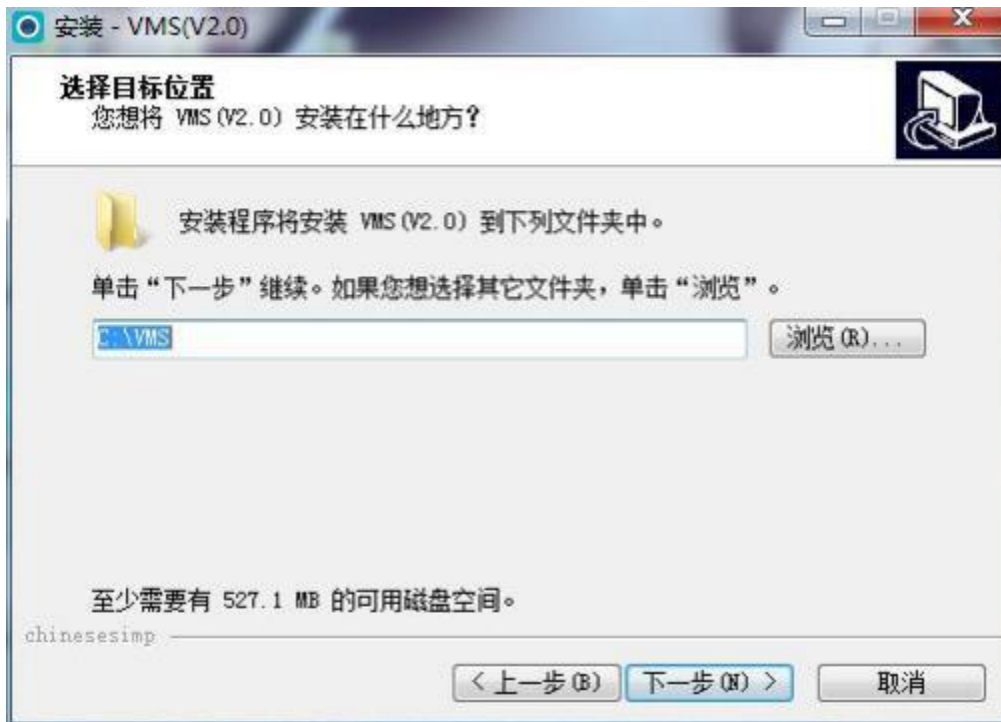 安装 - VMS(V2.0)
选择目标位置
您想将 VMS(V2.0) 安装在什么地方?
安装程序将安装 VMS(V2.0) 到下列文件夹中。
单击“下一步”继续。如果您想选择其它文件夹，单击“浏览”。
C:\VMS
浏览(R)...
至少需要有 527.1 MB 的可用磁盘空间。
chinesesimp
< 上一步(B)
下一步(N) >
取消